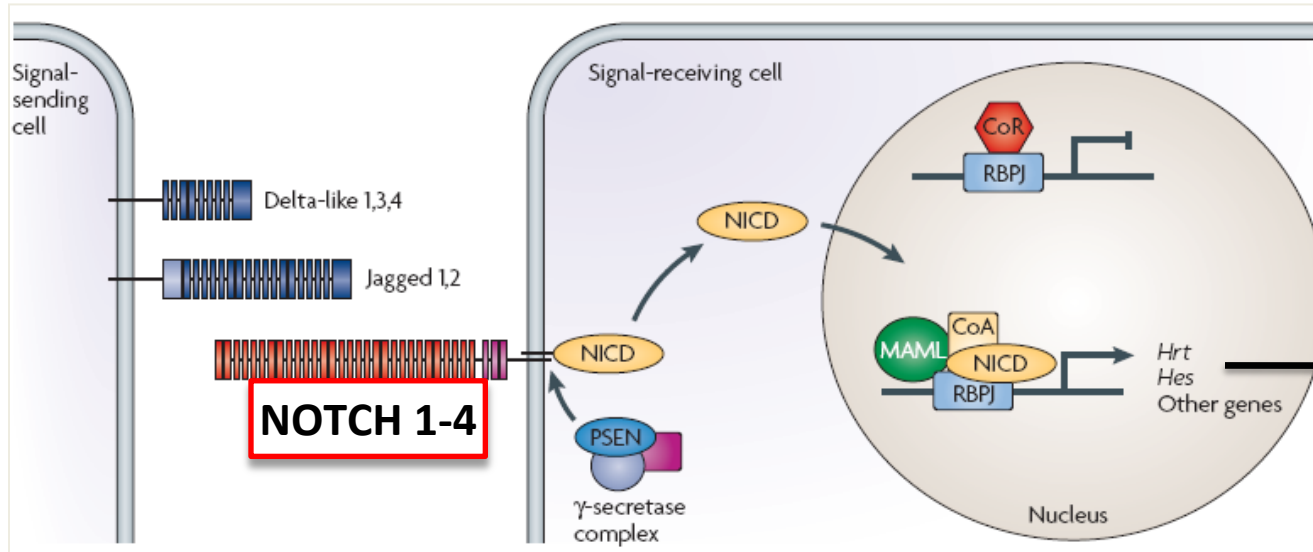 Signal-
sending
cell
Delta-like 1,3,4
Jagged 1,2
NOTCH 1-4
Signal-receiving cell
NICD
NICD
PSEN
γ-secretase
complex
CoR
RBPJ
MAML
CoA
NICD
RBPJ
Hrt
Hes
Other genes
Nucleus